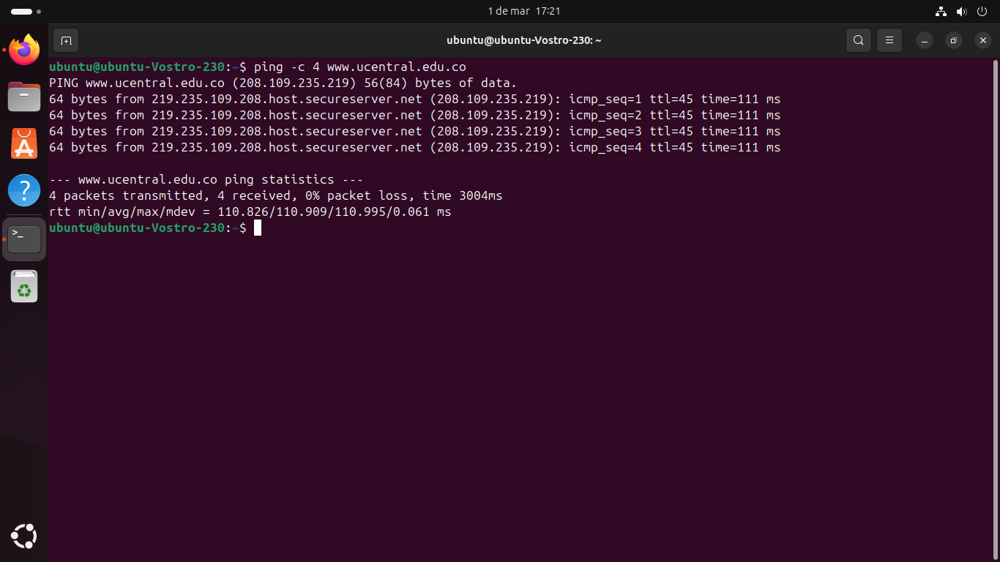 1 de mar 17:21
ubuntu@ubuntu-Vostro-230: ~
ubuntu@ubuntu-Vostro-230:~$ ping -c 4 www.ucentral.edu.co
PING www.ucentral.edu.co (208.109.235.219) 56(84) bytes of data.
64 bytes from 219.235.109.208.host.secureserver.net (208.109.235.219): icmp_seq=1 ttl=45 time=111 ms
64 bytes from 219.235.109.208.host.secureserver.net (208.109.235.219): icmp_seq=2 ttl=45 time=111 ms
64 bytes from 219.235.109.208.host.secureserver.net (208.109.235.219): icmp_seq=3 ttl=45 time=111 ms
64 bytes from 219.235.109.208.host.secureserver.net (208.109.235.219): icmp_seq=4 ttl=45 time=111 ms
--- www.ucentral.edu.co ping statistics ---
4 packets transmitted, 4 received, 0% packet loss, time 3004ms
rtt min/avg/max/mdev = 110.826/110.909/110.995/0.061 ms
ubuntu@ubuntu-Vostro-230:~$